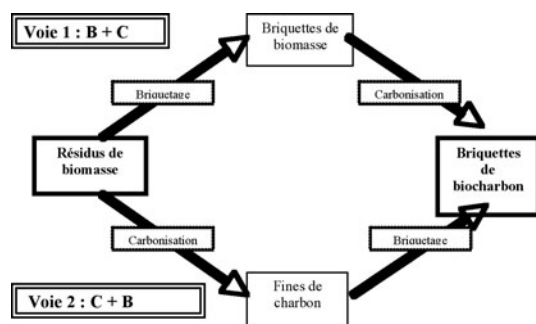 Voie 1 : B + C
Briquettes de
biomasse
Briquetage
Carbonisation
Résidus de
biomasse
Briquettes
de
biocharbon
Carbonisation
Briquetage
Voie 2 : C + B
Fines de
charbon